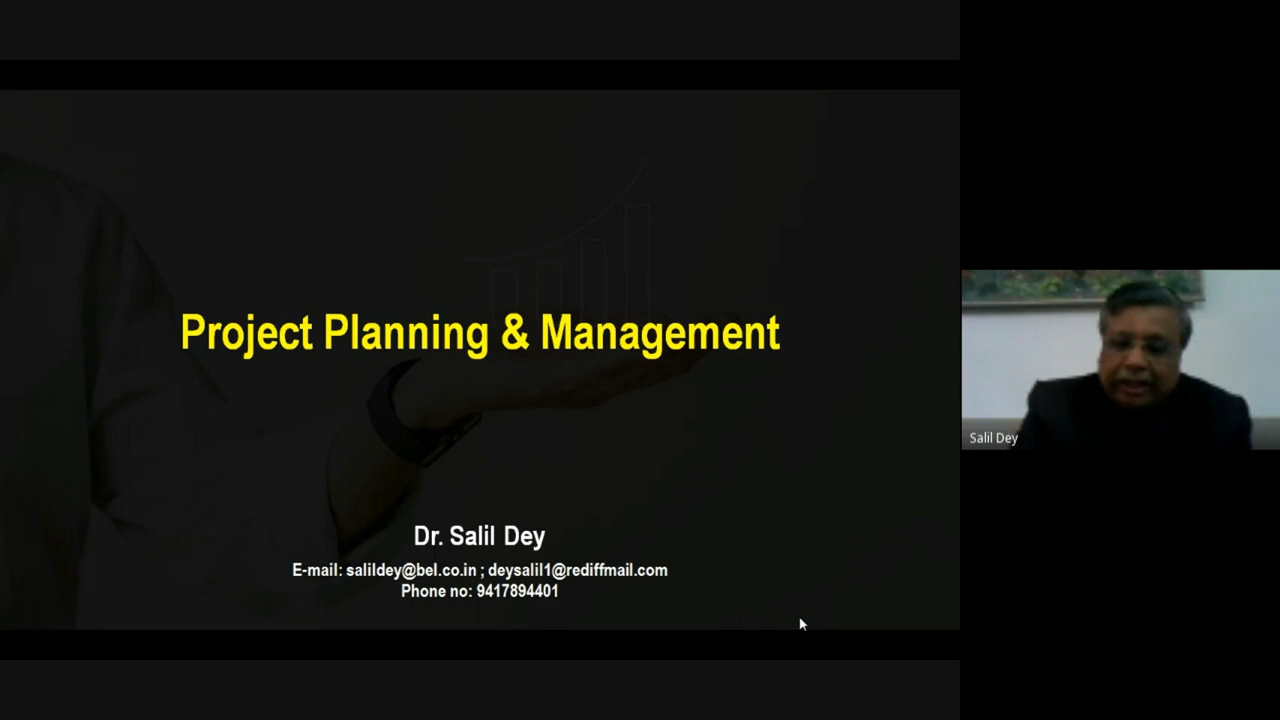 Project Planning & Management
Dr. Salil Dey
E-mail: salildey@bel.co.in ; deysalil1@rediffmail.com
Phone no: 9417894401
Salil Dey